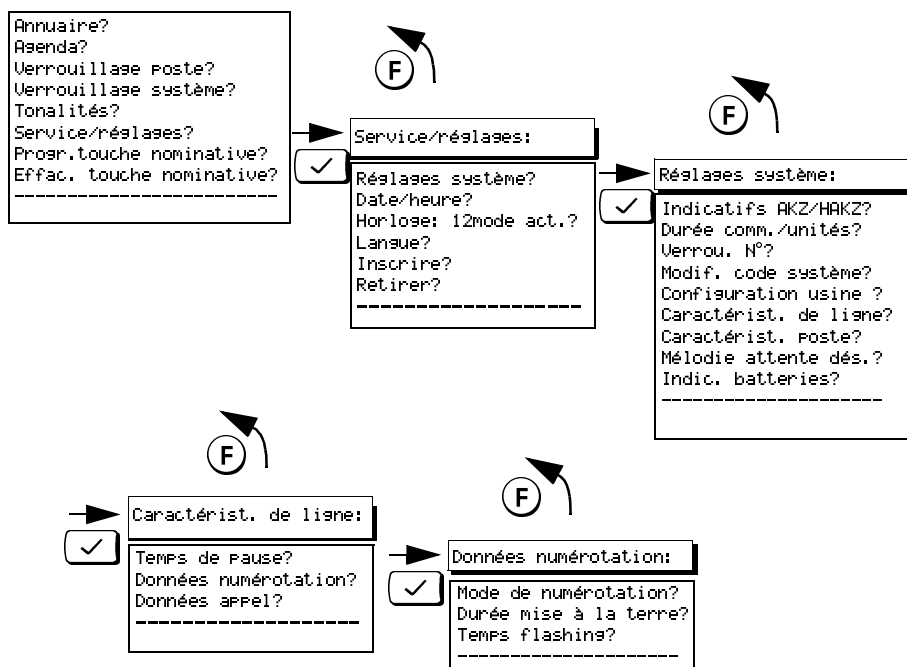 Annuaire?
Agenda?
Verrouillage poste?
Verrouillage système?
Tonalités?
Service/réglages?
Progr.touche nominative?
Effac. touche nominative?
F
Service/réglages:
Réglages système?
Date/heure?
Horloge: 12mode act.?
Langue?
Inscrire?
Retirer?
F
Réglages système:
Indicatifs AKZ/HAKZ?
Durée comm./unités?
Verrou. N°?
Modif. code système?
Configuration usine ?
Caractérist. de ligne?
Caractérist. poste?
Mélodie attente dés.?
Indic. batteries?
F
Caractérist. de ligne:
Temps de pause?
Données numérotation?
Données appel?
F
Données numérotation:
Mode de numérotation?
Durée mise à la terre?
Temps flashing?